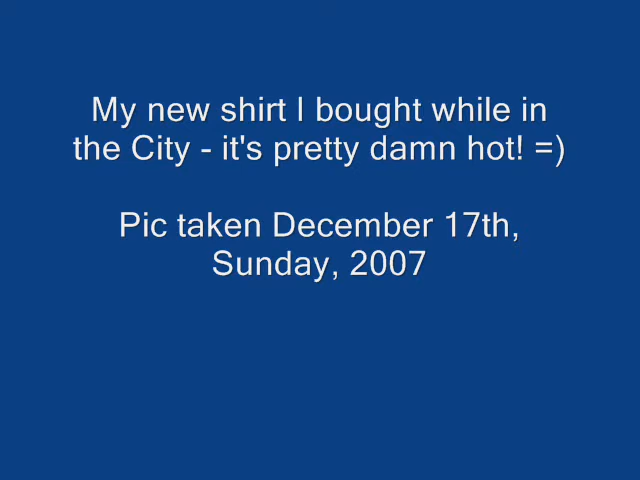 My new shirt I bought while in
the City - it's pretty damn hot! =)
Pic taken December 17th,
Sunday, 2007